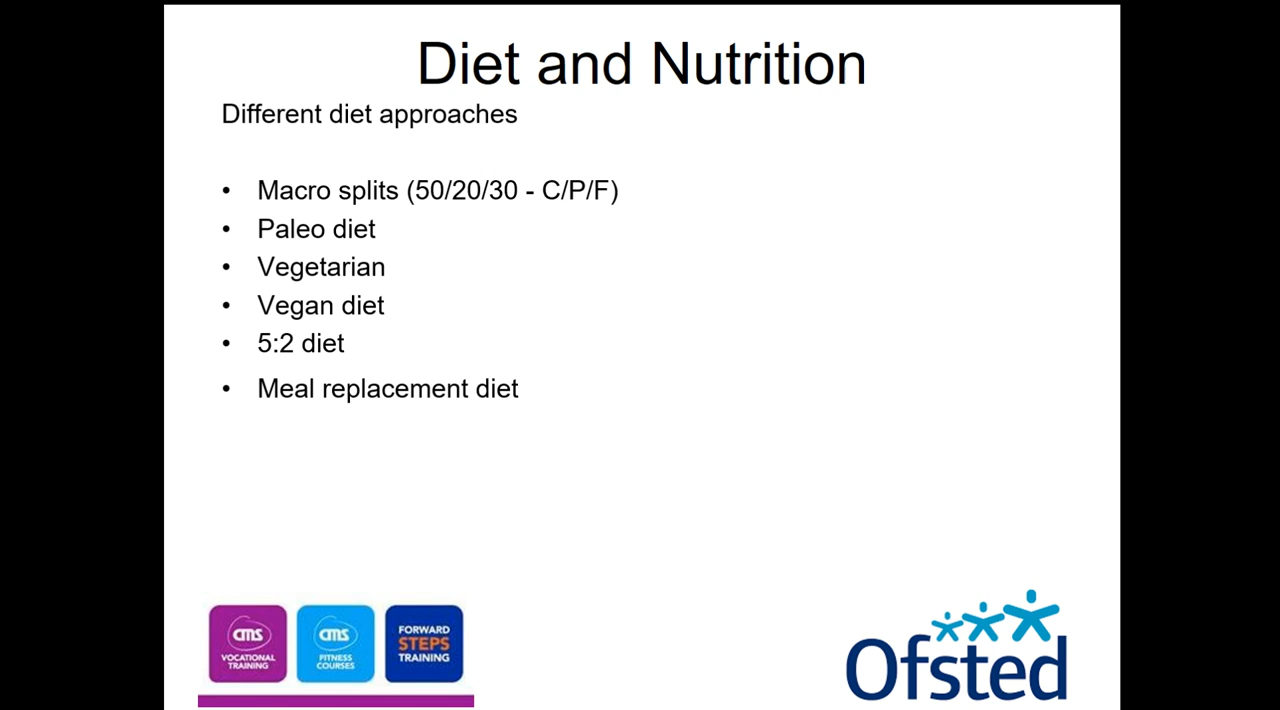 Diet and Nutrition
Different diet approaches
• Macro splits (50/20/30 - C/P/F)
• Paleo diet
• Vegetarian
• Vegan diet
• 5:2 diet
• Meal replacement diet
cms
VOCATIONAL
TRAINING
cms
FITNESS
COURSES
FORWARD
STEPS
TRAINING
Ofsted